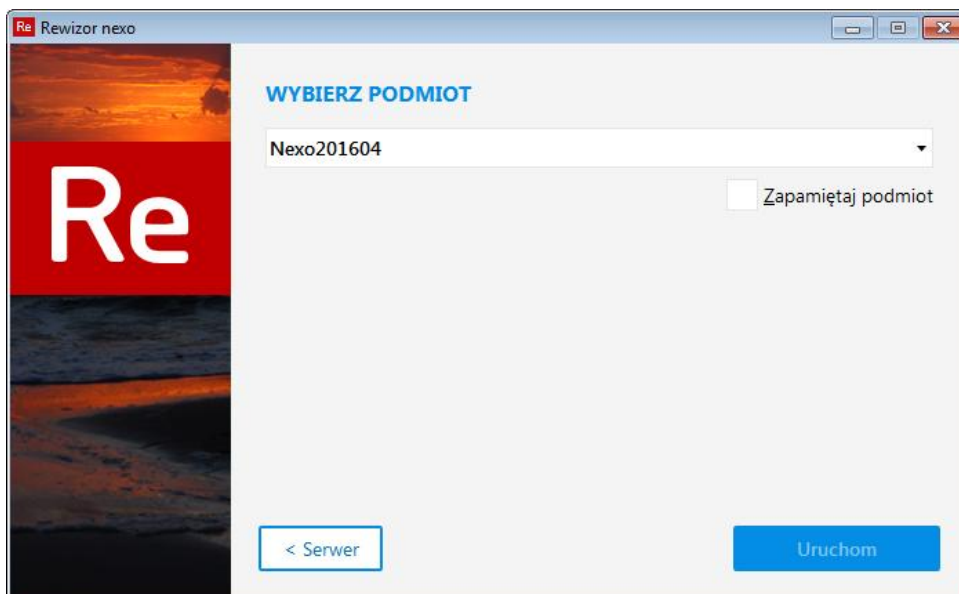 Re Rewizor nexo
WYBIERZ PODMIOT
Nexo201604
Zapamiętaj podmiot
Re
< Serwer
Uruchom